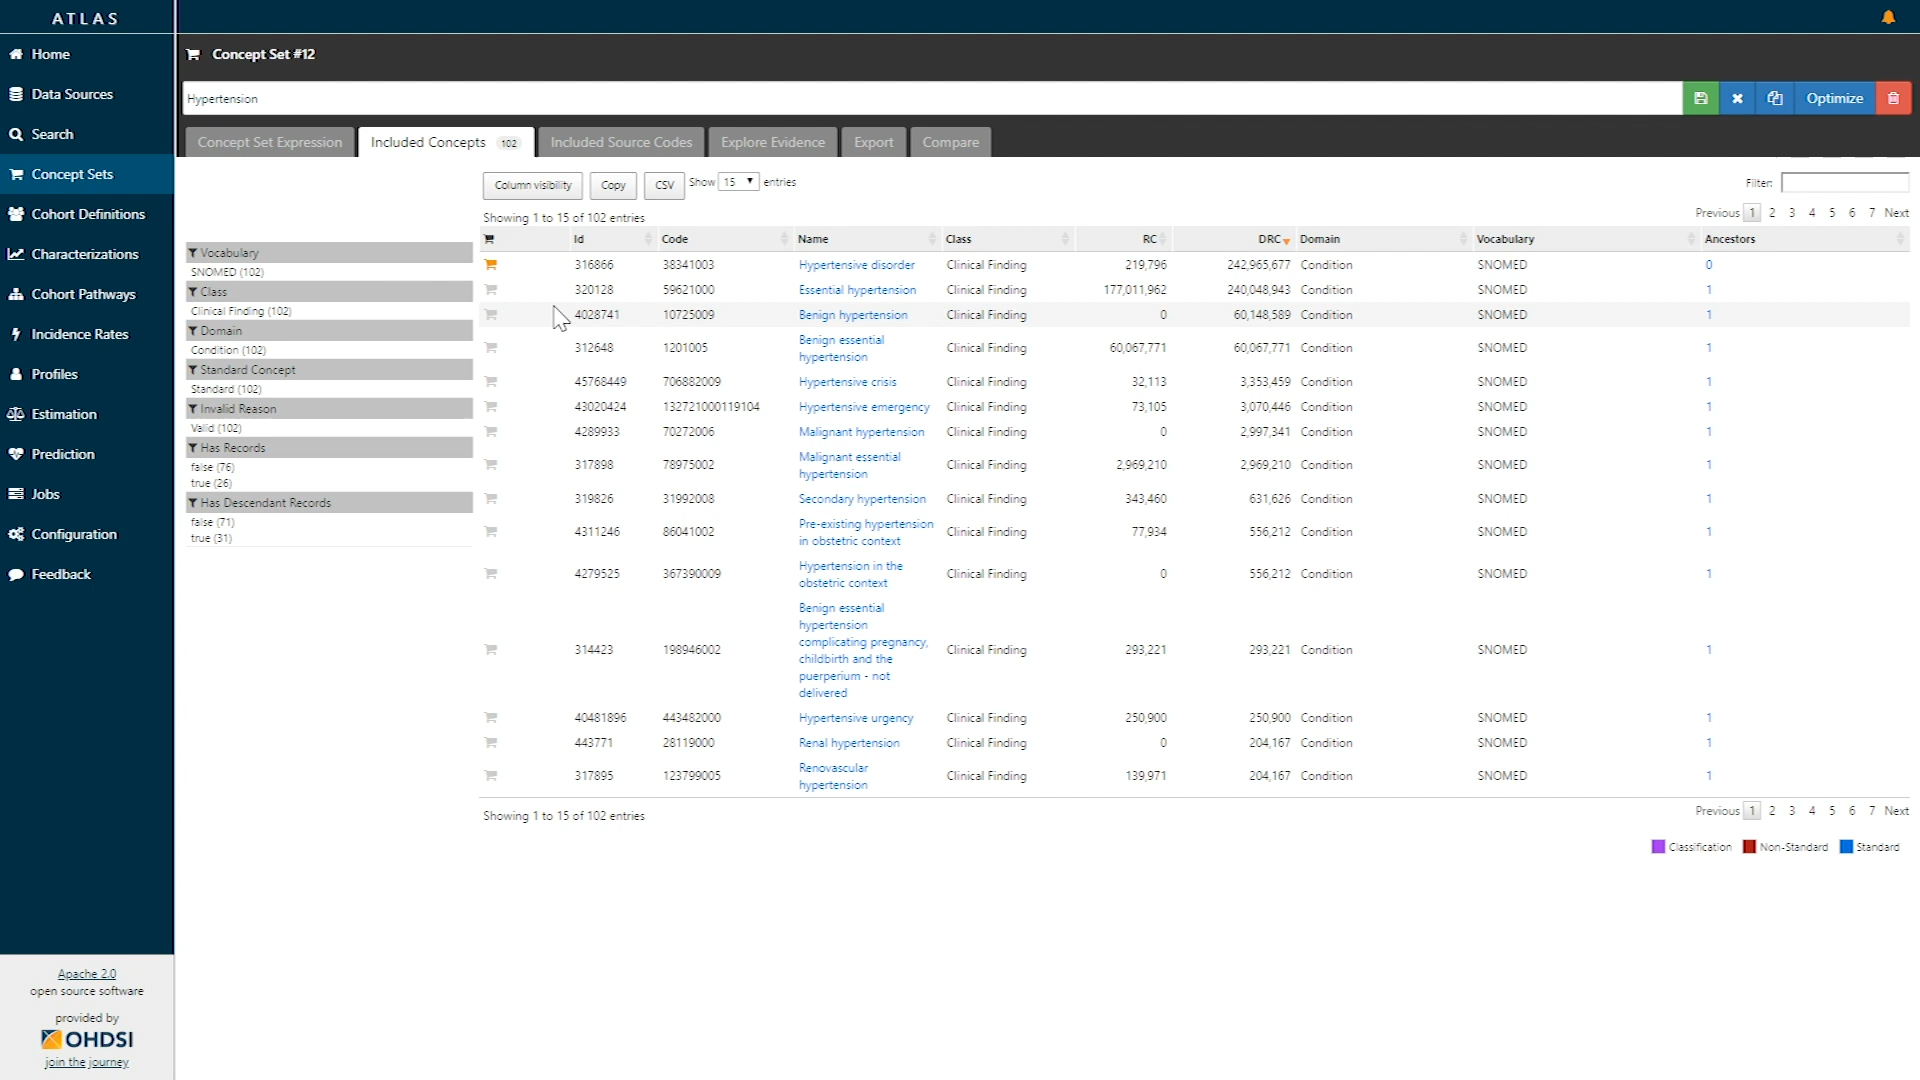 ATLAS
Home
Data Sources
Search
Concept Sets
Cohort Definitions
Characterizations
Cohort Pathways
Incidence Rates
Profiles
Estimation
Prediction
Jobs
Configuration
Feedback
Apache 2.0
open source software
provided by
OHDSI
join the journey
Concept Set #12
Hypertension
Optimize
Concept Set Expression Included Concepts 102 Included Source Codes Explore Evidence Export Compare
Vocabulary
SNOMED (102)
Class
Clinical Finding (102)
Domain
Condition (102)
Standard Concept
Standard (102)
Invalid Reason
Valid (102)
Has Records
false (76)
true (26)
Has Descendant Records
false (71)
true (31)
Column visibility Copy CSV Show 15 entries Filter:
Showing 1 to 15 of 102 entries Previous 1 2 3 4 5 6 7 Next
Id Code Name Class RC DRC Domain Vocabulary Ancestors
316866 38341003 Hypertensive disorder Clinical Finding 219,796 242,965,677 Condition SNOMED 0
320128 59621000 Essential hypertension Clinical Finding 177,011,962 240,048,943 Condition SNOMED 1
4028741 10725009 Benign hypertension Clinical Finding 0 60,148,589 Condition SNOMED 1
312648 1201005 Benign essential hypertension Clinical Finding 60,067,771 60,067,771 Condition SNOMED 1
45768449 706882009 Hypertensive crisis Clinical Finding 32,113 3,353,459 Condition SNOMED 1
43020424 132721000119104 Hypertensive emergency Clinical Finding 73,105 3,070,446 Condition SNOMED 1
4289933 70272006 Malignant hypertension Clinical Finding 0 2,997,341 Condition SNOMED 1
317898 78975002 Malignant essential hypertension Clinical Finding 2,969,210 2,969,210 Condition SNOMED 1
319826 31992008 Secondary hypertension Clinical Finding 343,460 631,626 Condition SNOMED 1
4311246 86041002 Pre-existing hypertension in obstetric context Clinical Finding 77,934 556,212 Condition SNOMED 1
4279525 367390009 Hypertension in the obstetric context Clinical Finding 0 556,212 Condition SNOMED 1
314423 198946002 Benign essential hypertension complicating pregnancy, childbirth and the puerperium - not delivered Clinical Finding 293,221 293,221 Condition SNOMED 1
40481896 443482000 Hypertensive urgency Clinical Finding 250,900 250,900 Condition SNOMED 1
443771 28119000 Renal hypertension Clinical Finding 0 204,167 Condition SNOMED 1
317895 123799005 Renovascular hypertension Clinical Finding 139,971 204,167 Condition SNOMED 1
Showing 1 to 15 of 102 entries Previous 1 2 3 4 5 6 7 Next
Classification Non-Standard Standard